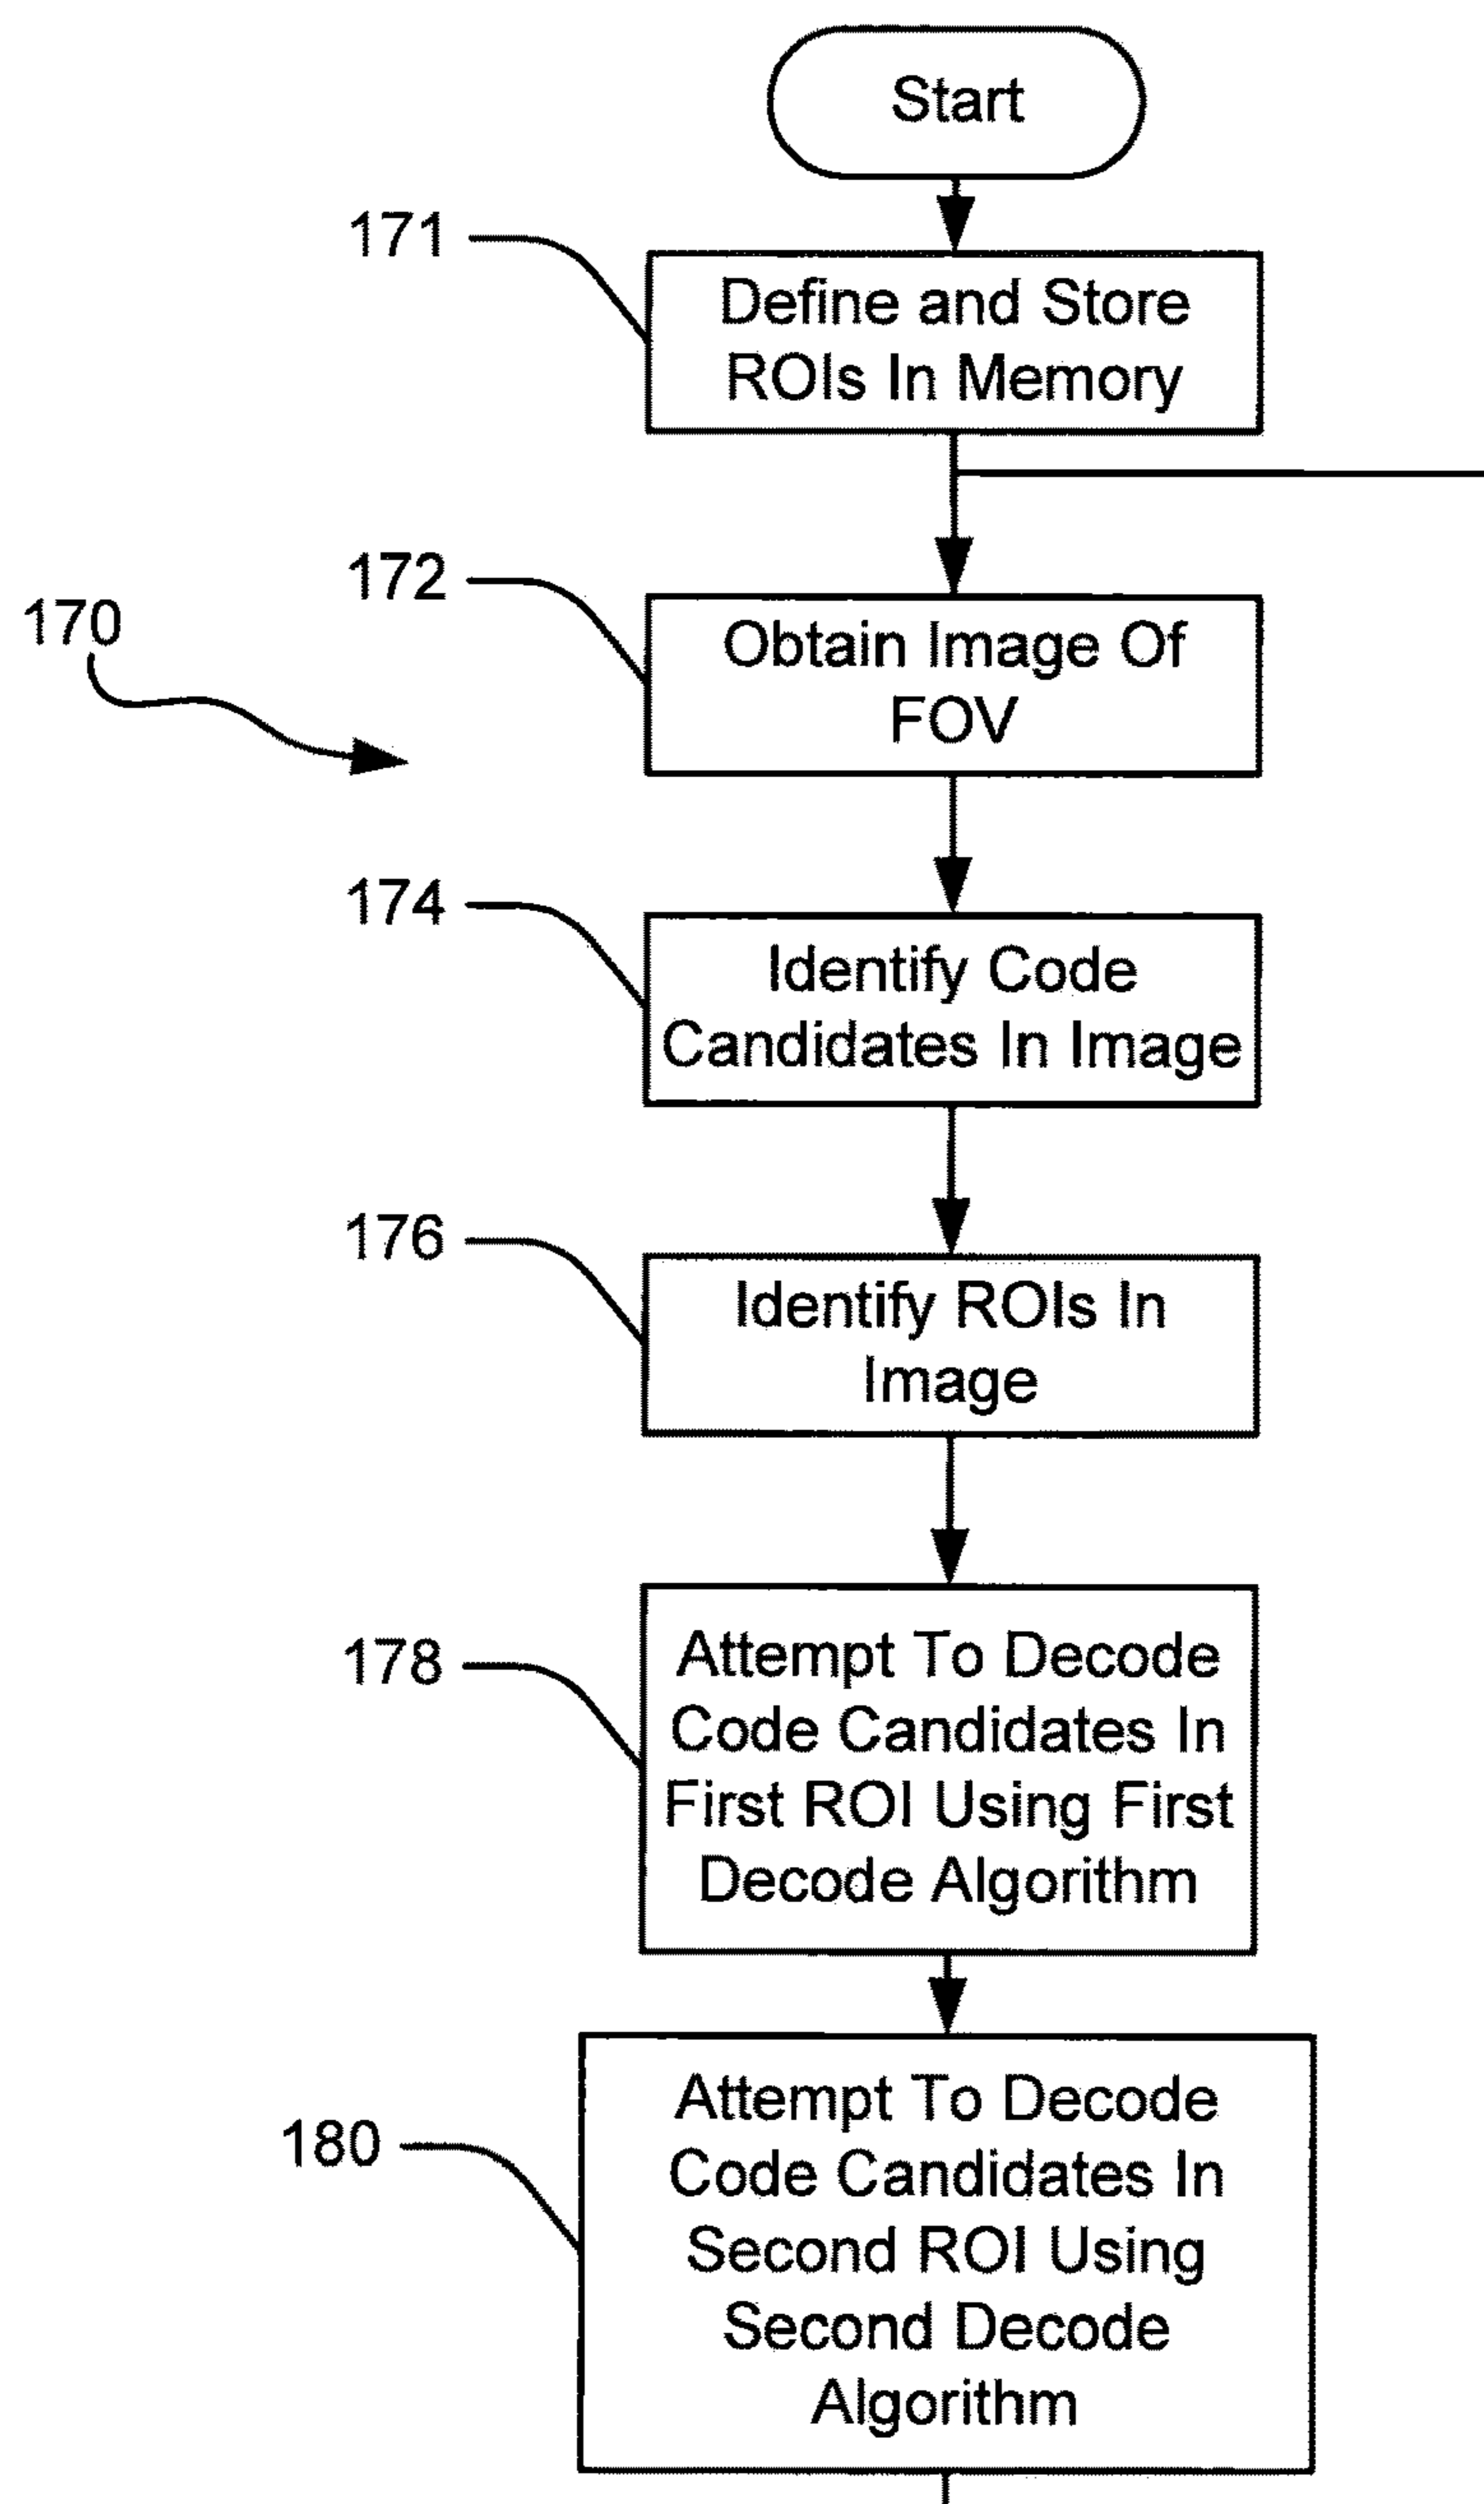 Start
171
Define and Store
ROIs In Memory
172
Obtain Image Of
FOV
170
174
Identify Code
Candidates In Image
176
Identify ROIs In
Image
178
Attempt To Decode
Code Candidates In
First ROI Using First
Decode Algorithm
180
Attempt To Decode
Code Candidates In
Second ROI Using
Second Decode
Algorithm